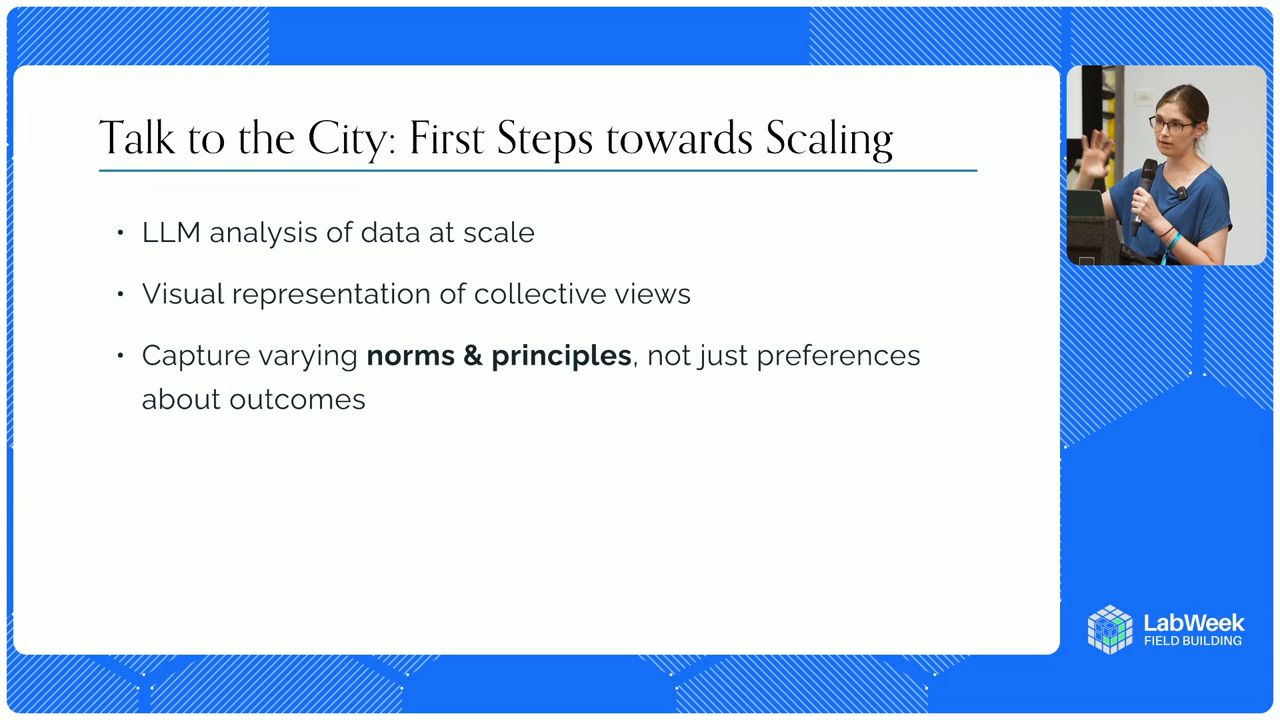 Talk to the City: First Steps towards Scaling
• LLM analysis of data at scale
• Visual representation of collective views
• Capture varying norms & principles, not just preferences
about outcomes
LabWeek
FIELD BUILDING